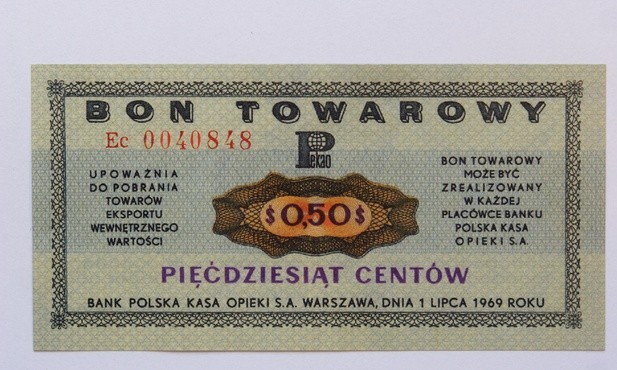 BON TOWAROWY
Ec 0040848
Pekao
UPOWAŻNIA
DO POBRANIA
TOWARÓW
EKSPORTU
WEWNĘTRZNEGO
WARTOŚCI
$ 0,50 $
BON TOWAROWY
MOŻE BYĆ
ZREALIZOWANY
W KAŻDEJ
PLACÓWCE BANKU
POLSKA KASA
OPIEKI S.A.
PIĘĆDZIESIĄT CENTÓW
BANK POLSKA KASA OPIEKI S.A. WARSZAWA, DNIA 1 LIPCA 1969 ROKU